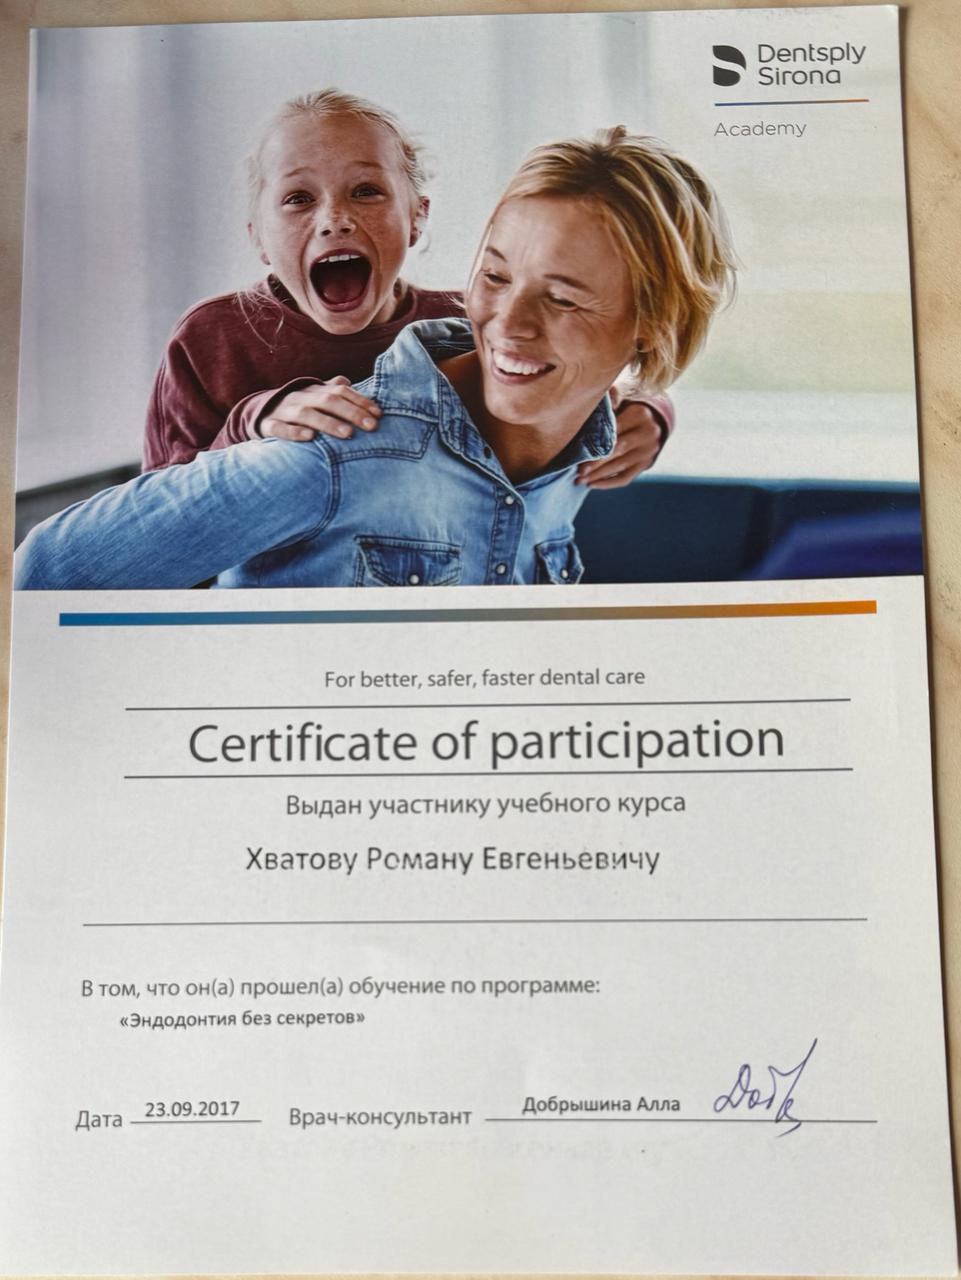 Dentsply
Sirona
Academy
For better, safer, faster dental care
Certificate of participation
Выдан участнику учебного курса
Хватову Роману Евгеньевичу
В том, что он(а) прошел(а) обучение по программе:
«Эндодонтия без секретов»
Дата 23.09.2017 Врач-консультант Добрышина Алла